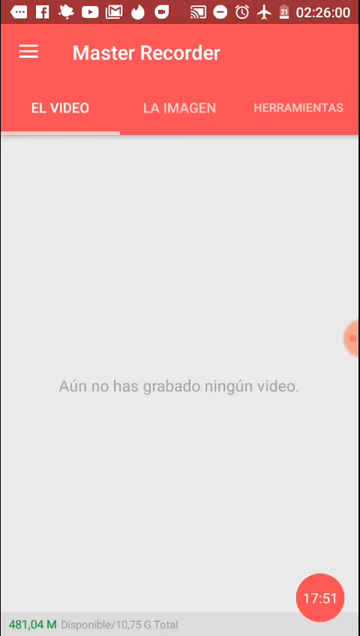 21 02:26:00
Master Recorder
EL VIDEO LA IMAGEN HERRAMIENTAS
Aún no has grabado ningún video.
17:51
481,04 M Disponible/10,75 G Total